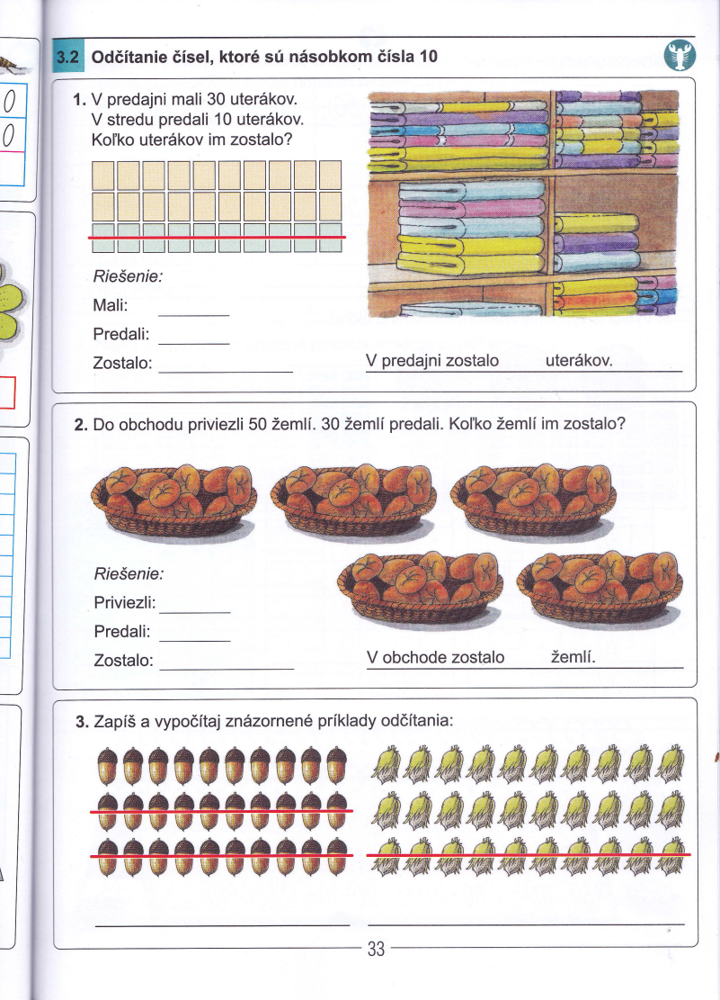 0
0
3.2 Odčítanie čísel, ktoré sú násobkom čísla 10
1. V predajni mali 30 uterákov.
V stredu predali 10 uterákov.
Koľko uterákov im zostalo?
Riešenie:
Mali:
Predali:
Zostalo:
V predajni zostalo uterákov.
2. Do obchodu priviezli 50 žemlí. 30 žemlí predali. Koľko žemlí im zostalo?
Riešenie:
Priviezli:
Predali:
Zostalo:
V obchode zostalo žemlí.
3. Zapíš a vypočítaj znázornené príklady odčítania:
33